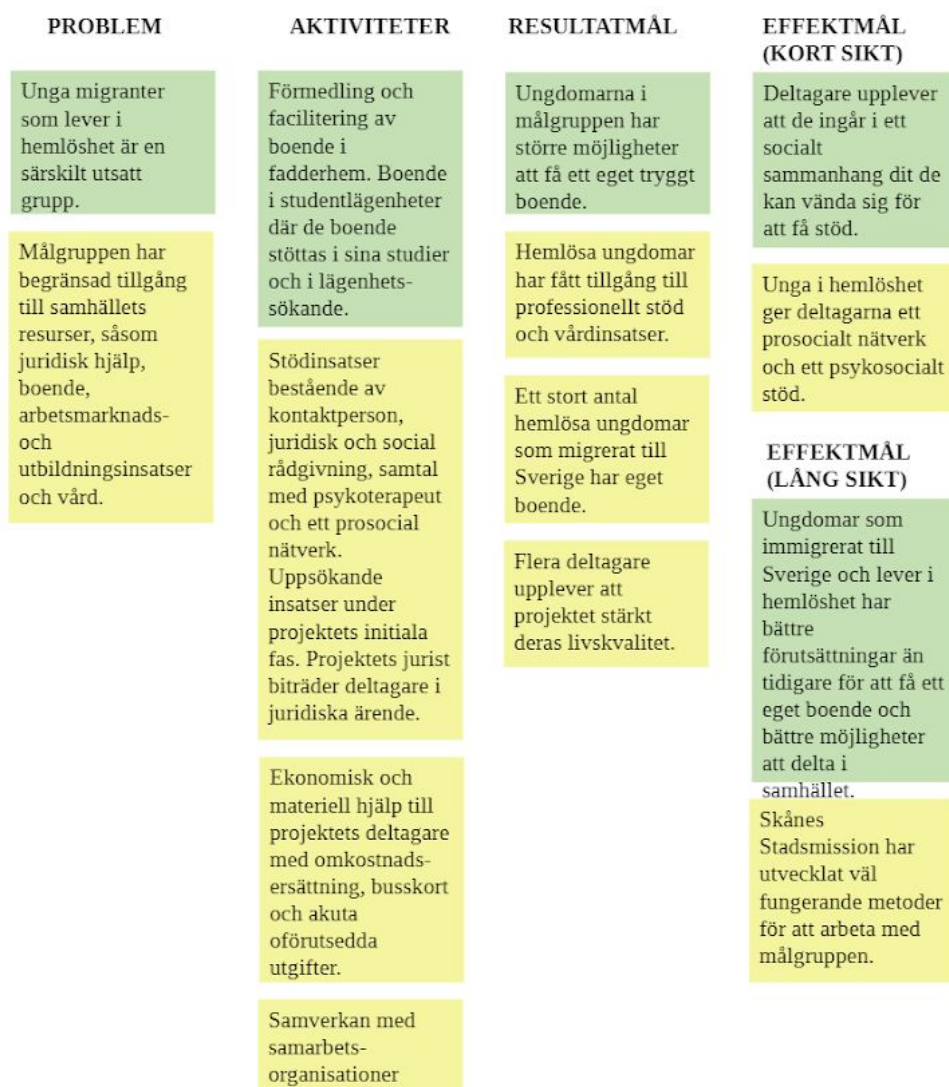 PROBLEM
Unga migranter
som lever i
hemlöshet är en
särskilt utsatt
grupp.
Målgruppen har
begränsad tillgång
till samhällets
resurser, såsom
juridisk hjälp,
boende,
arbetsmarknads-
och
utbildningsinsatser
och vård.
AKTIVITETER
Förmedling och
facilitering av
boende i
fadderhem. Boende
i studentlägenheter
där de boende
stöttas i sina studier
och i lägenhets-
sökande.
Stödinsatser
bestående av
kontaktperson,
juridisk och social
rådgivning, samtal
med psykoterapeut
och ett prosocial
nätverk.
Uppsökande
insatser under
projektets initiala
fas. Projektets jurist
biträder deltagare i
juridiska ärende.
Ekonomisk och
materiell hjälp till
projektets deltagare
med omkostnads-
ersättning, busskort
och akuta
oförutsedda
utgifter.
Samverkan med
samarbets-
organisationer
RESULTATMÅL
Ungdomarna i
målgruppen har
större möjligheter
att få ett eget tryggt
boende.
Hemlösa ungdomar
har fått tillgång till
professionellt stöd
och vårdinsatser.
Ett stort antal
hemlösa ungdomar
som migrerat till
Sverige har eget
boende.
Flera deltagare
upplever att
projektet stärkt
deras livskvalitet.
EFFEKTMÅL
(KORT SIKT)
Deltagare upplever
att de ingår i ett
socialt
sammanhang dit de
kan vända sig för
att få stöd.
Unga i hemlöshet
ger deltagarna ett
prosocialt nätverk
och ett psykosocialt
stöd.
EFFEKTMÅL
(LÅNG SIKT)
Ungdomar som
immigrerat till
Sverige och lever i
hemlöshet har
bättre
förutsättningar än
tidigare för att få ett
eget boende och
bättre möjligheter
att delta i
samhället.
Skånes
Stadsmission har
utvecklat väl
fungerande metoder
för att arbeta med
målgruppen.